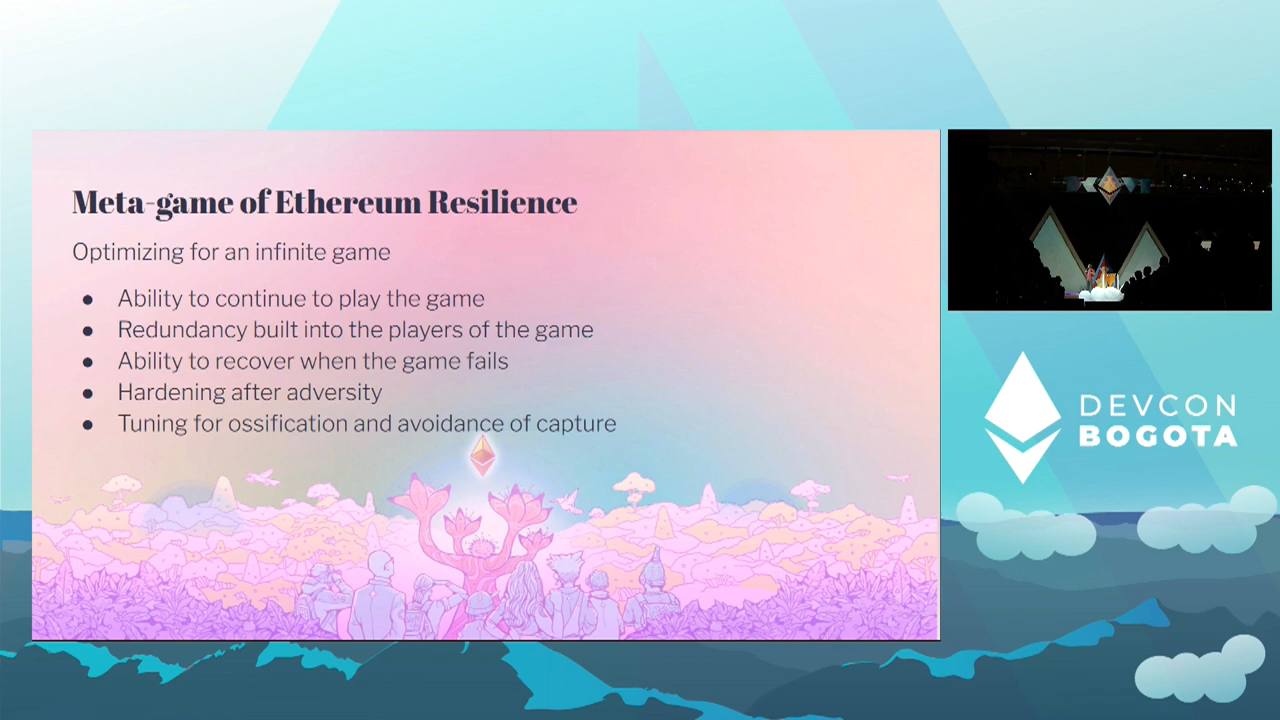 Meta-game of Ethereum Resilience
Optimizing for an infinite game
● Ability to continue to play the game
● Redundancy built into the players of the game
● Ability to recover when the game fails
● Hardening after adversity
● Tuning for ossification and avoidance of capture
DEVCON
BOGOTA